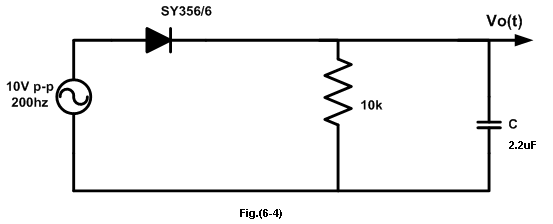 SY356/6
Vo(t)
10V p-p
200hz
10k
C
2.2uF
Fig.(6-4)